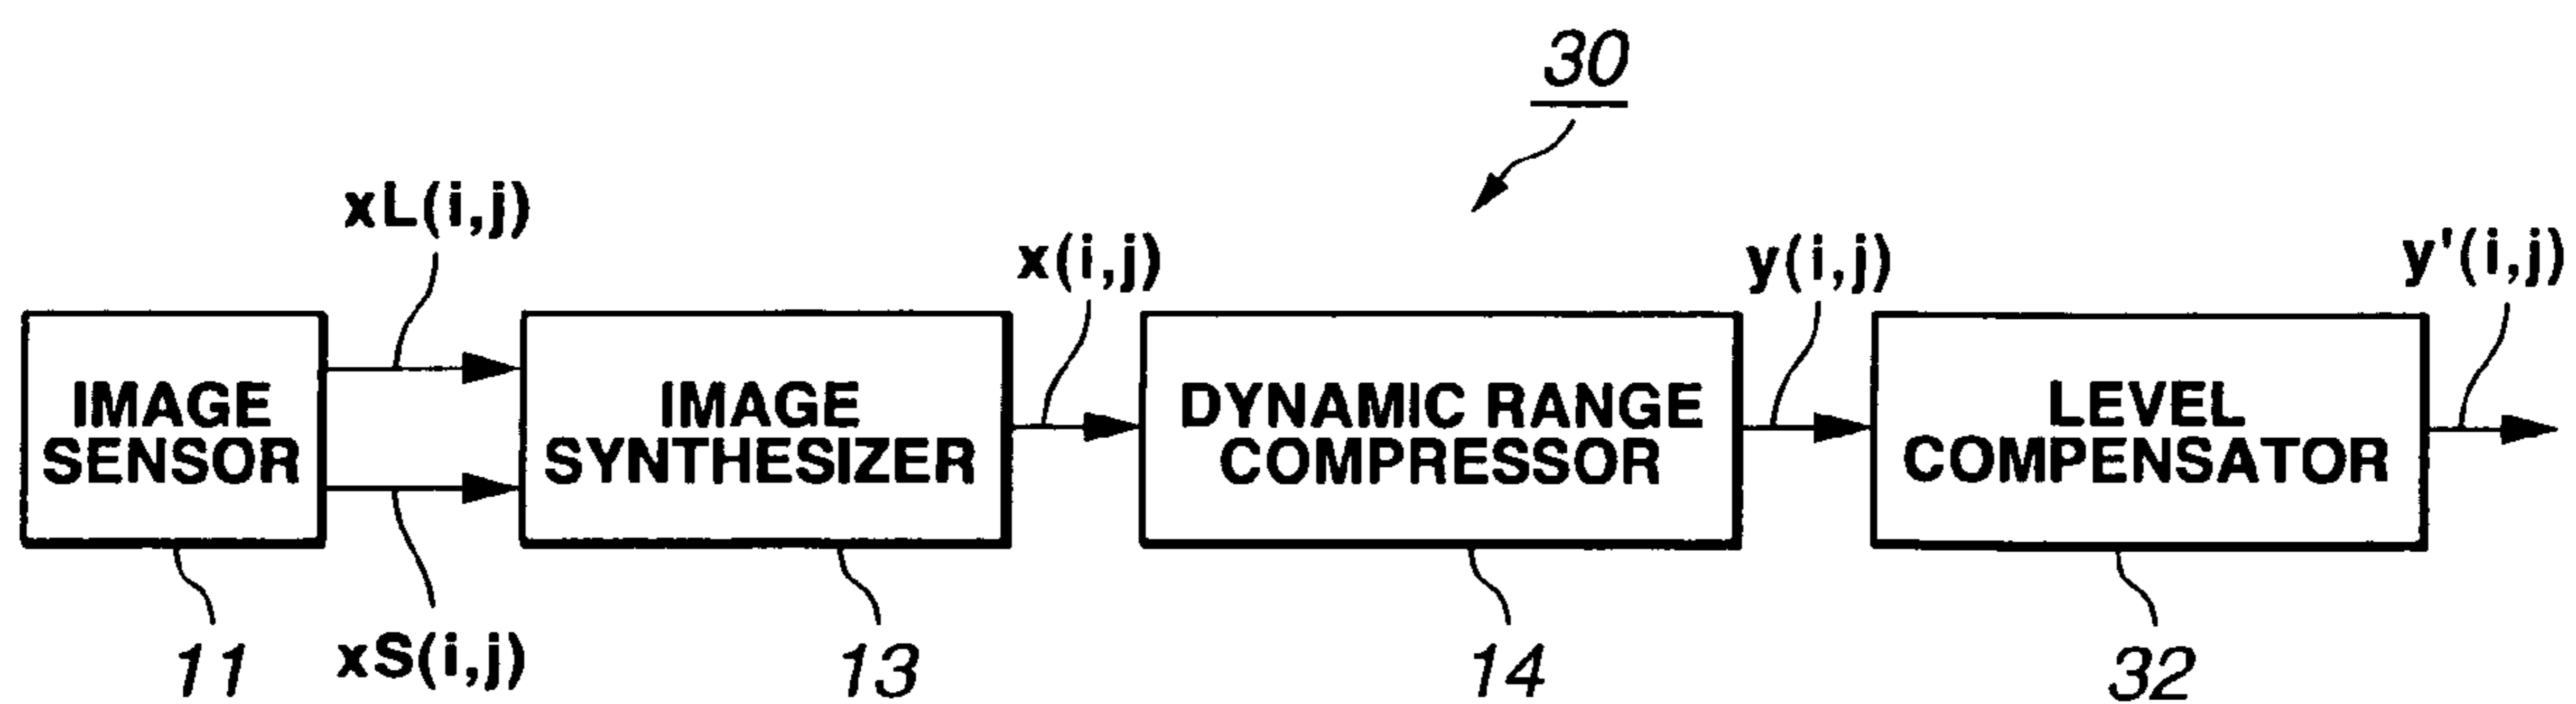 30
xL(i,j)
x(i,j)
y(i,j)
y'(i,j)
IMAGE
SENSOR
IMAGE
SYNTHESIZER
DYNAMIC RANGE
COMPRESSOR
LEVEL
COMPENSATOR
11
xS(i,j)
13
14
32